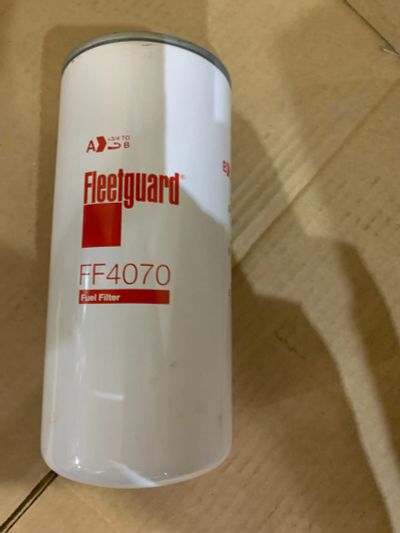 A +3/4 TO
B
Fleetguard®
FF4070
Fuel Filter